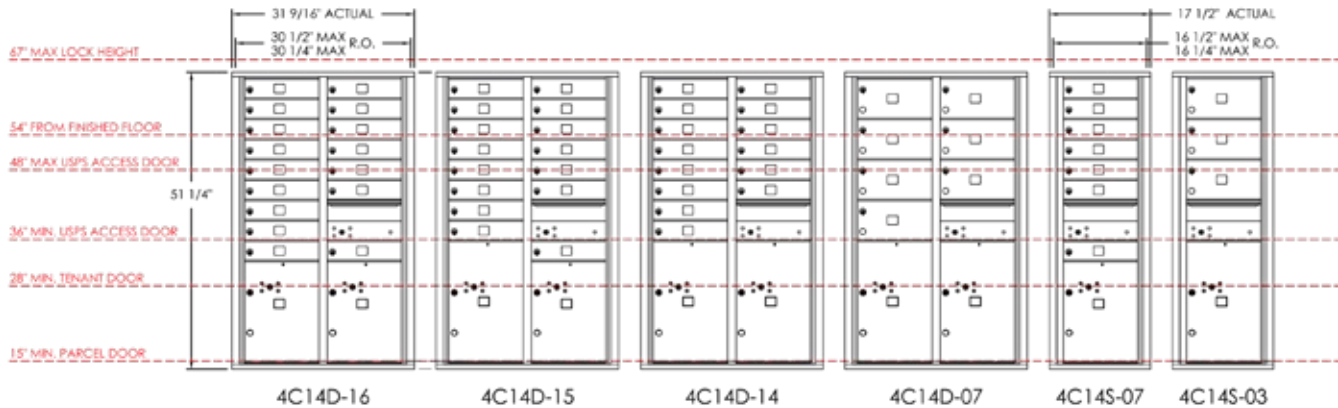 31 9/16" ACTUAL
30 1/2" MAX R.O.
30 1/4" MAX
17 1/2" ACTUAL
16 1/2" MAX R.O.
16 1/4" MAX
67" MAX LOCK HEIGHT
54" FROM FINISHED FLOOR
48" MAX USPS ACCESS DOOR
51 1/4"
36" MIN. USPS ACCESS DOOR
28" MIN. TENANT DOOR
15" MIN. PARCEL DOOR
4C14D-16
4C14D-15
4C14D-14
4C14D-07
4C14S-07
4C14S-03